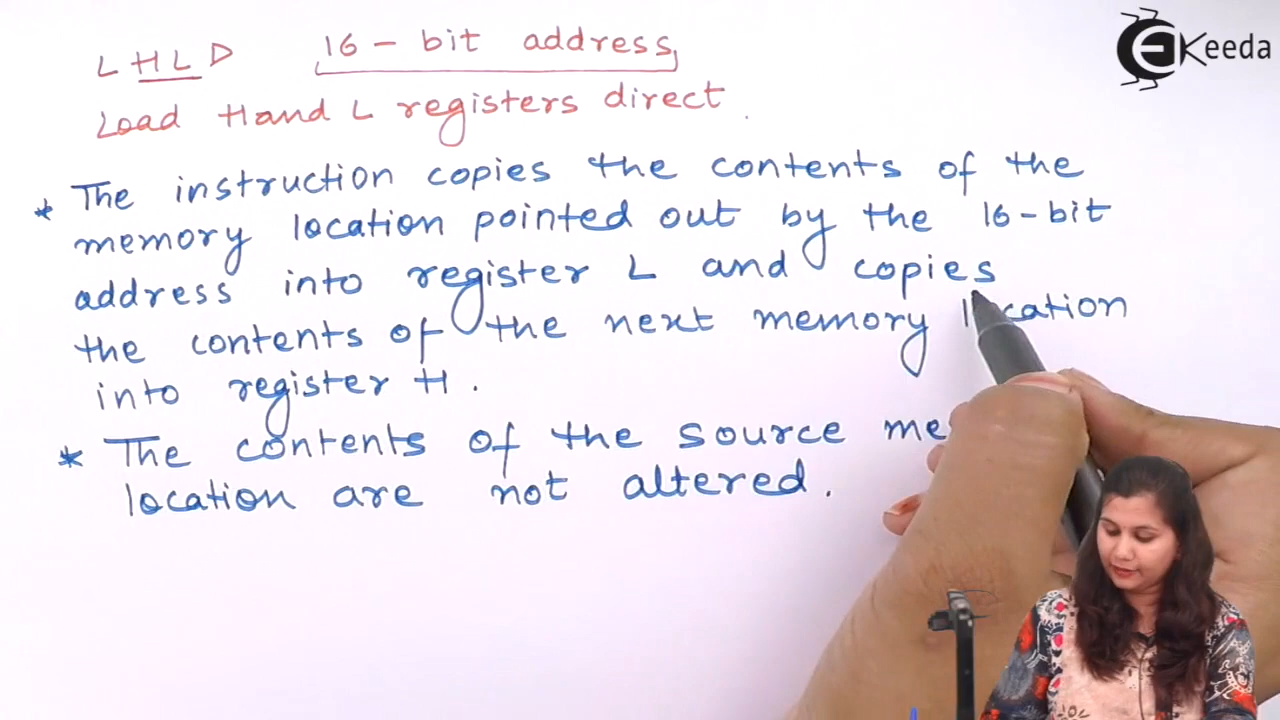 LHLD 16-bit address
Load H and L registers direct.
* The instruction copies the contents of the
memory location pointed out by the 16-bit
address into register L and copies
the contents of the next memory location
into register H.
* The contents of the source
location are not altered.
EKeeda